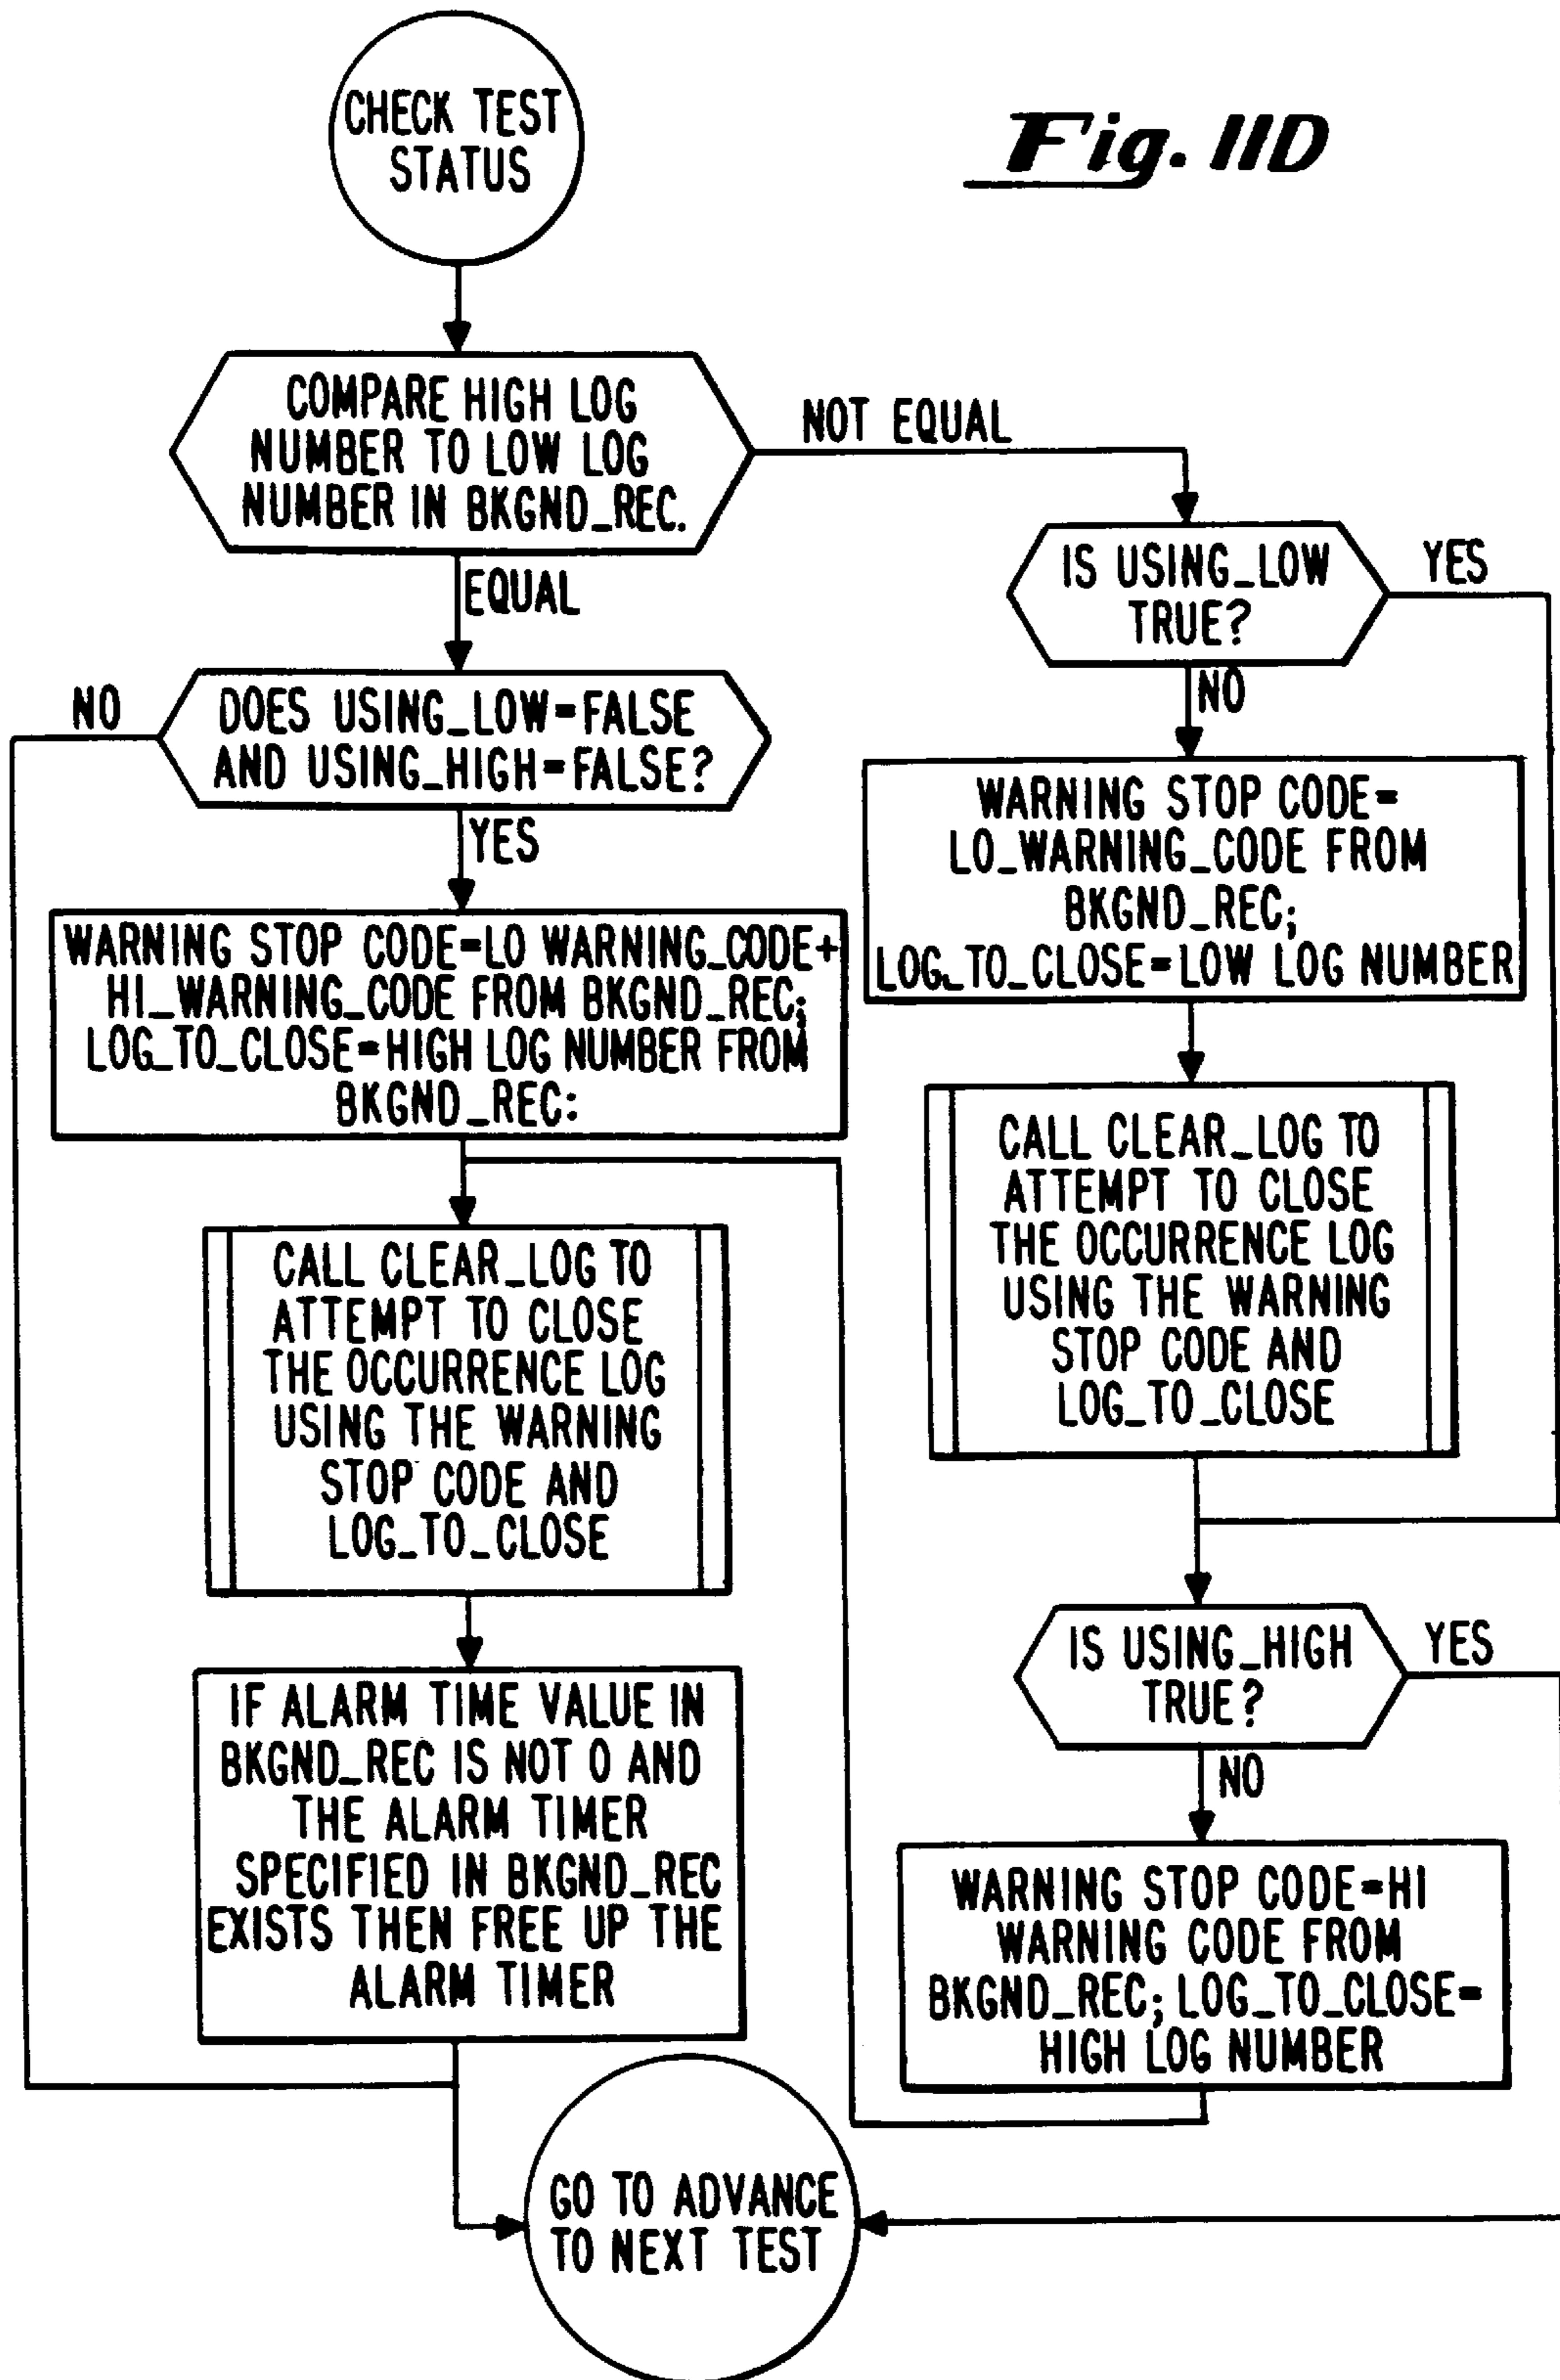 CHECK TEST
STATUS
Fig. 11D
COMPARE HIGH LOG
NUMBER TO LOW LOG
NUMBER IN BKGND_REC.
NOT EQUAL
EQUAL
IS USING_LOW
TRUE?
YES
NO
NO
DOES USING_LOW=FALSE
AND USING_HIGH=FALSE?
YES
WARNING STOP CODE=
LO_WARNING_CODE FROM
BKGND_REC;
LOG_TO_CLOSE=LOW LOG NUMBER
WARNING STOP CODE=LO WARNING_CODE+
HI_WARNING_CODE FROM BKGND_REC;
LOG_TO_CLOSE=HIGH LOG NUMBER FROM
BKGND_REC:
CALL CLEAR_LOG TO
ATTEMPT TO CLOSE
THE OCCURRENCE LOG
USING THE WARNING
STOP CODE AND
LOG_TO_CLOSE
CALL CLEAR_LOG TO
ATTEMPT TO CLOSE
THE OCCURRENCE LOG
USING THE WARNING
STOP CODE AND
LOG_TO_CLOSE
IS USING_HIGH
TRUE?
YES
NO
IF ALARM TIME VALUE IN
BKGND_REC IS NOT 0 AND
THE ALARM TIMER
SPECIFIED IN BKGND_REC
EXISTS THEN FREE UP THE
ALARM TIMER
WARNING STOP CODE=HI
WARNING CODE FROM
BKGND_REC; LOG_TO_CLOSE=
HIGH LOG NUMBER
GO TO ADVANCE
TO NEXT TEST